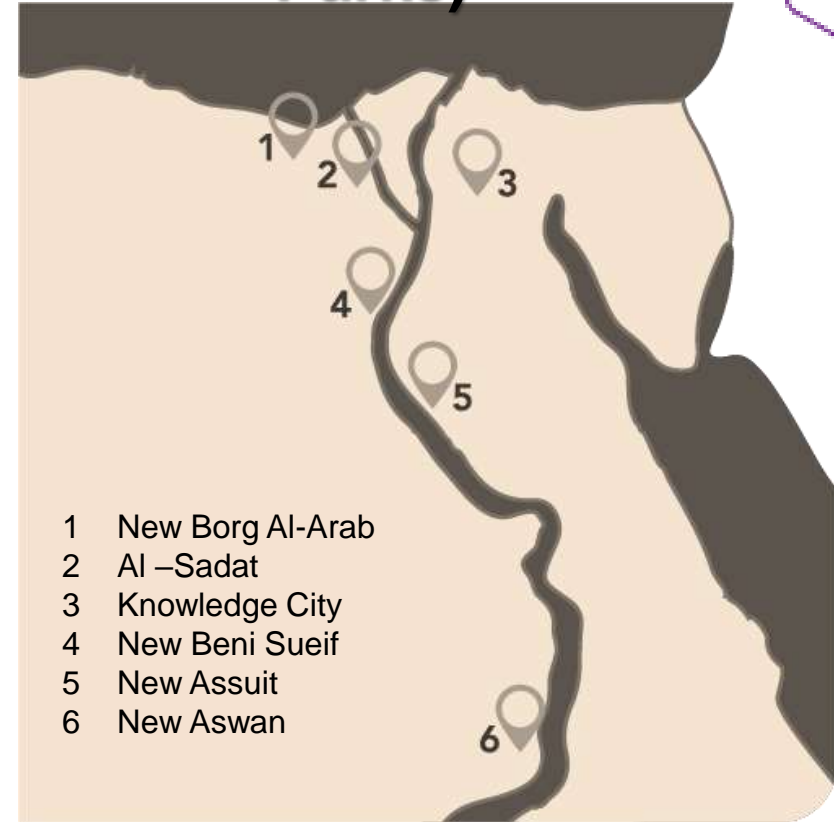 1
2
3
4
5
6
1 New Borg Al-Arab
2 Al –Sadat
3 Knowledge City
4 New Beni Sueif
5 New Assuit
6 New Aswan